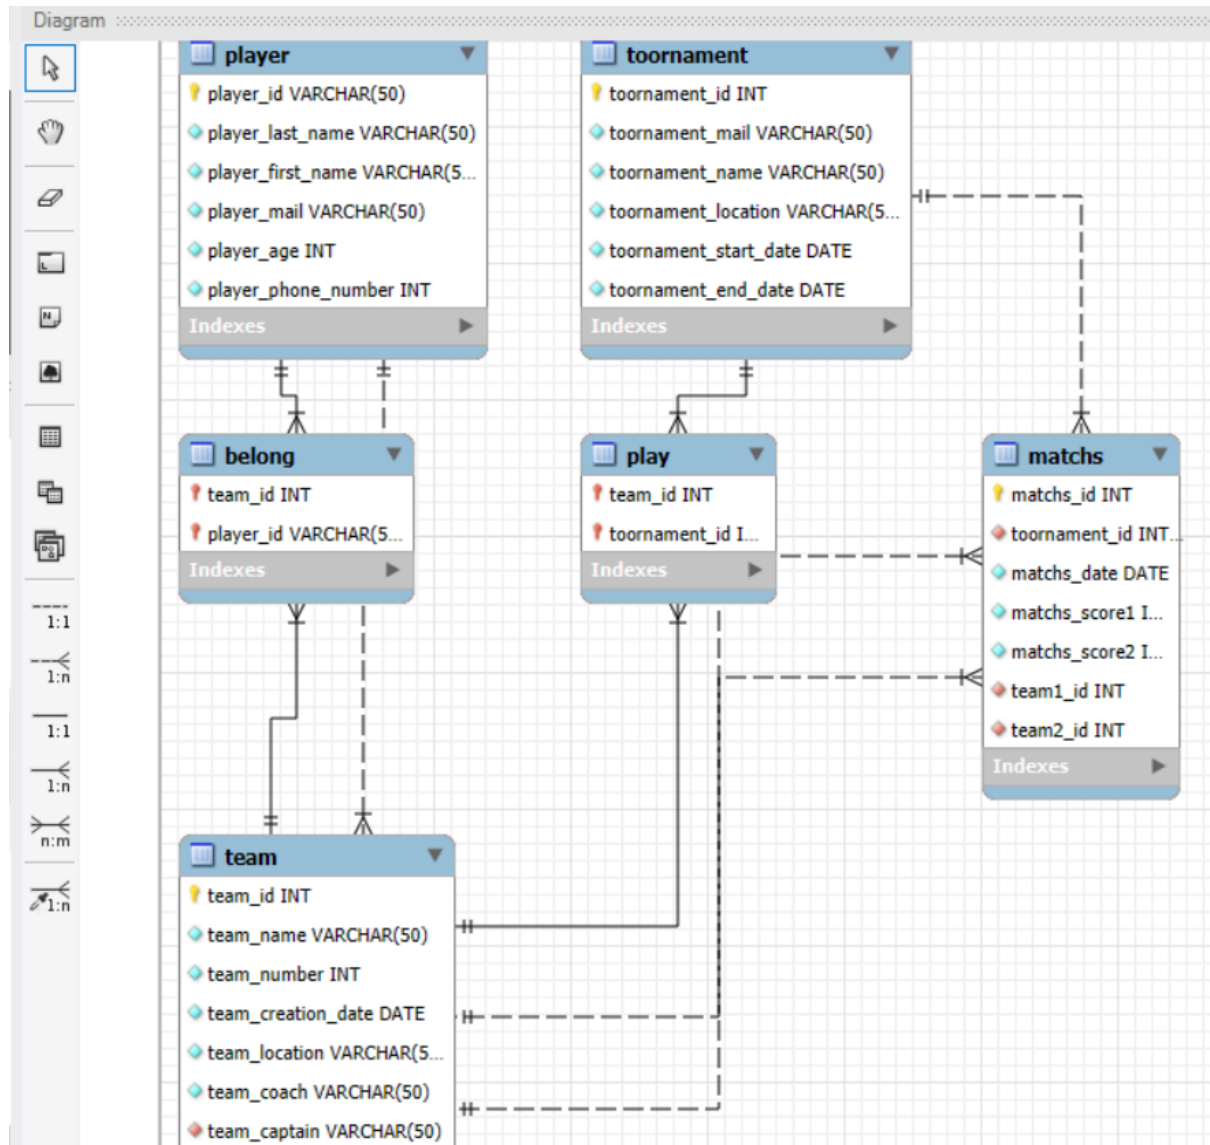 Diagram
player
player_id VARCHAR(50)
player_last_name VARCHAR(50)
player_first_name VARCHAR(5...
player_mail VARCHAR(50)
player_age INT
player_phone_number INT
Indexes
toornament
toornament_id INT
toornament_mail VARCHAR(50)
toornament_name VARCHAR(50)
toornament_location VARCHAR(5...
toornament_start_date DATE
toornament_end_date DATE
Indexes
belong
team_id INT
player_id VARCHAR(5...
Indexes
play
team_id INT
toornament_id I...
Indexes
matchs
matchs_id INT
toornament_id INT...
matchs_date DATE
matchs_score1 I...
matchs_score2 I...
team1_id INT
team2_id INT
Indexes
team
team_id INT
team_name VARCHAR(50)
team_number INT
team_creation_date DATE
team_location VARCHAR(5...
team_coach VARCHAR(50)
team_captain VARCHAR(50)
1:1
1:n
1:1
1:n
n:m
1:n